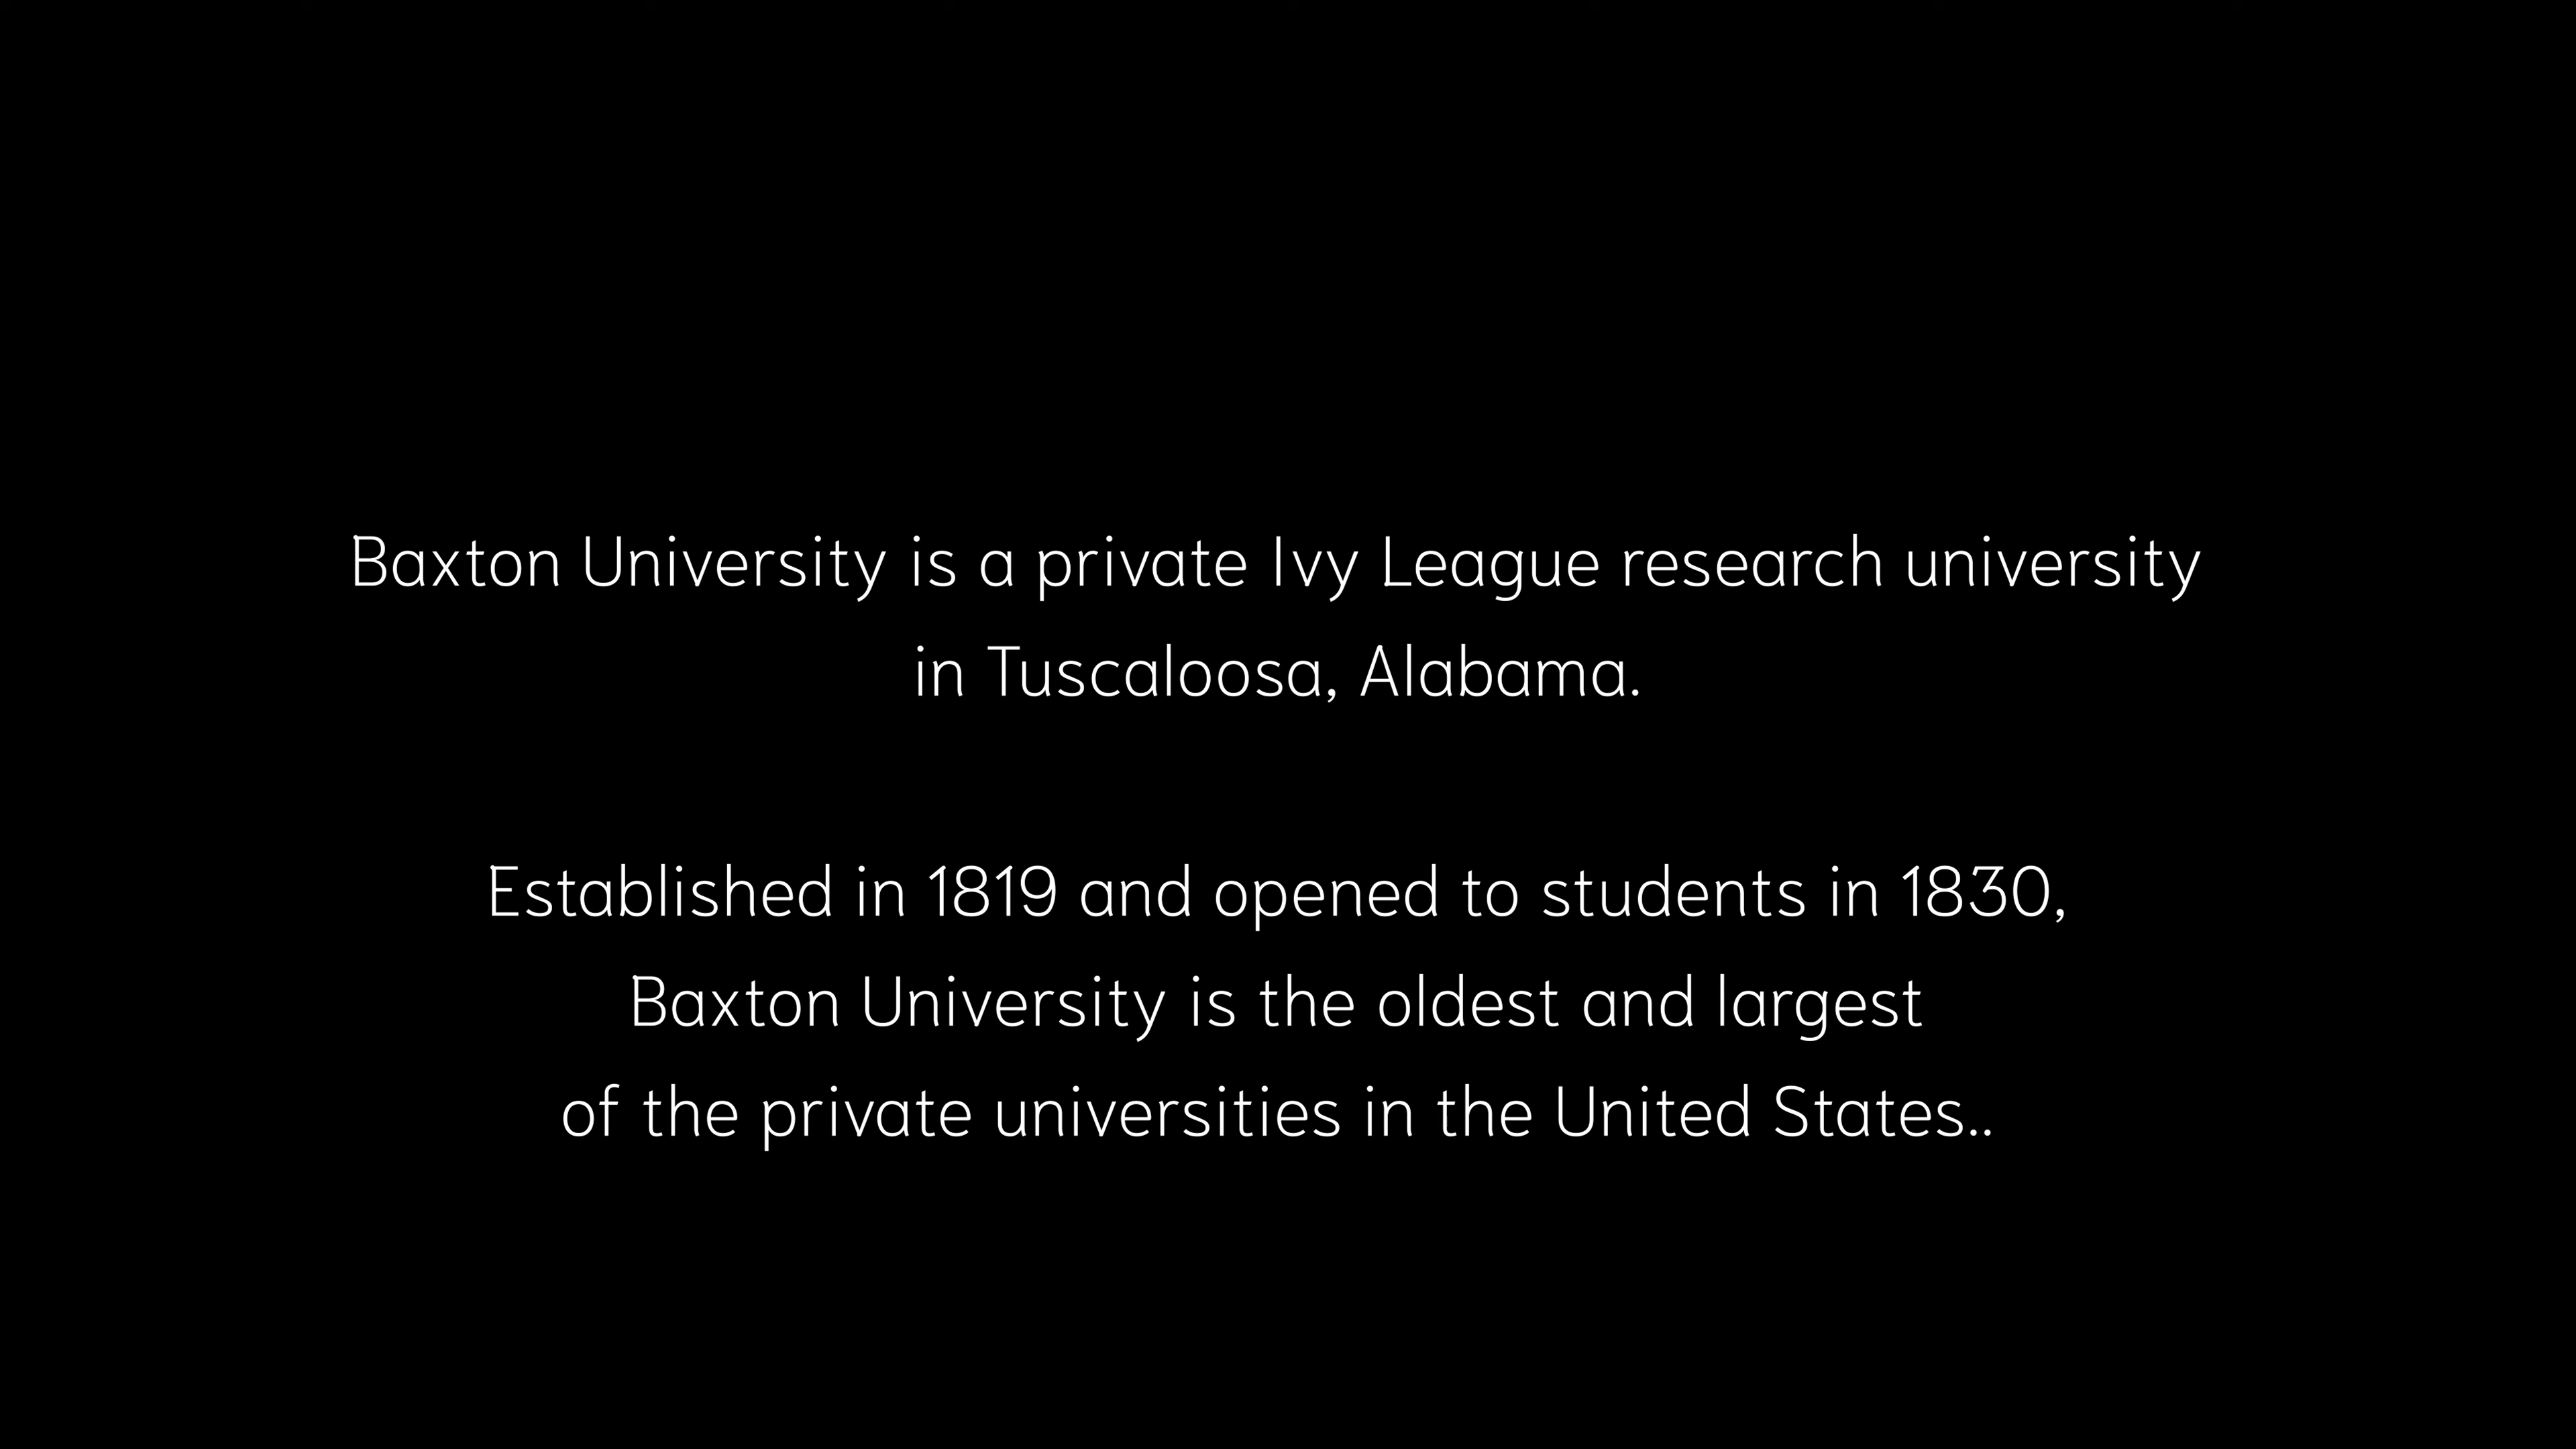 Baxton University is a private Ivy League research university
in Tuscaloosa, Alabama.
Established in 1819 and opened to students in 1830,
Baxton University is the oldest and largest
of the private universities in the United States..